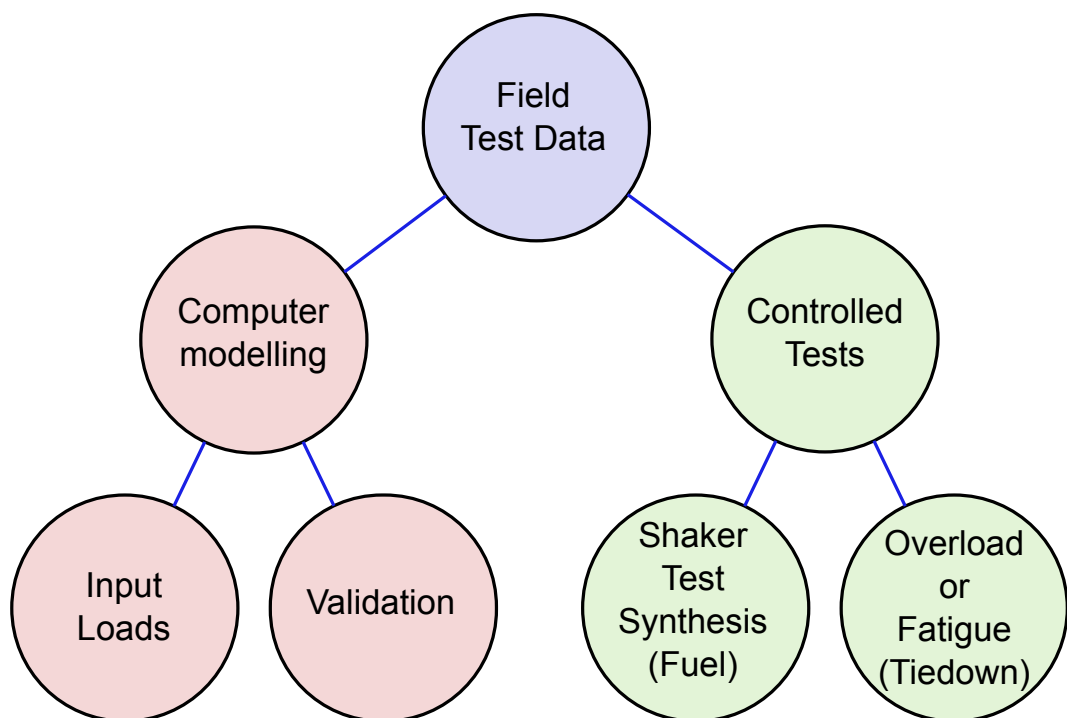 Field
Test Data
Computer
modelling
Controlled
Tests
Input
Loads
Validation
Shaker
Test
Synthesis
(Fuel)
Overload
or
Fatigue
(Tiedown)